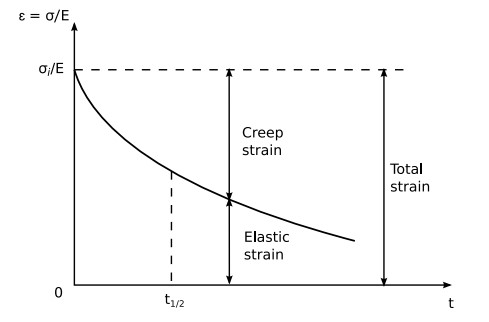 ε = σ/E
σᵢ/E
Creep
strain
Total
strain
Elastic
strain
0
t₁/₂
t